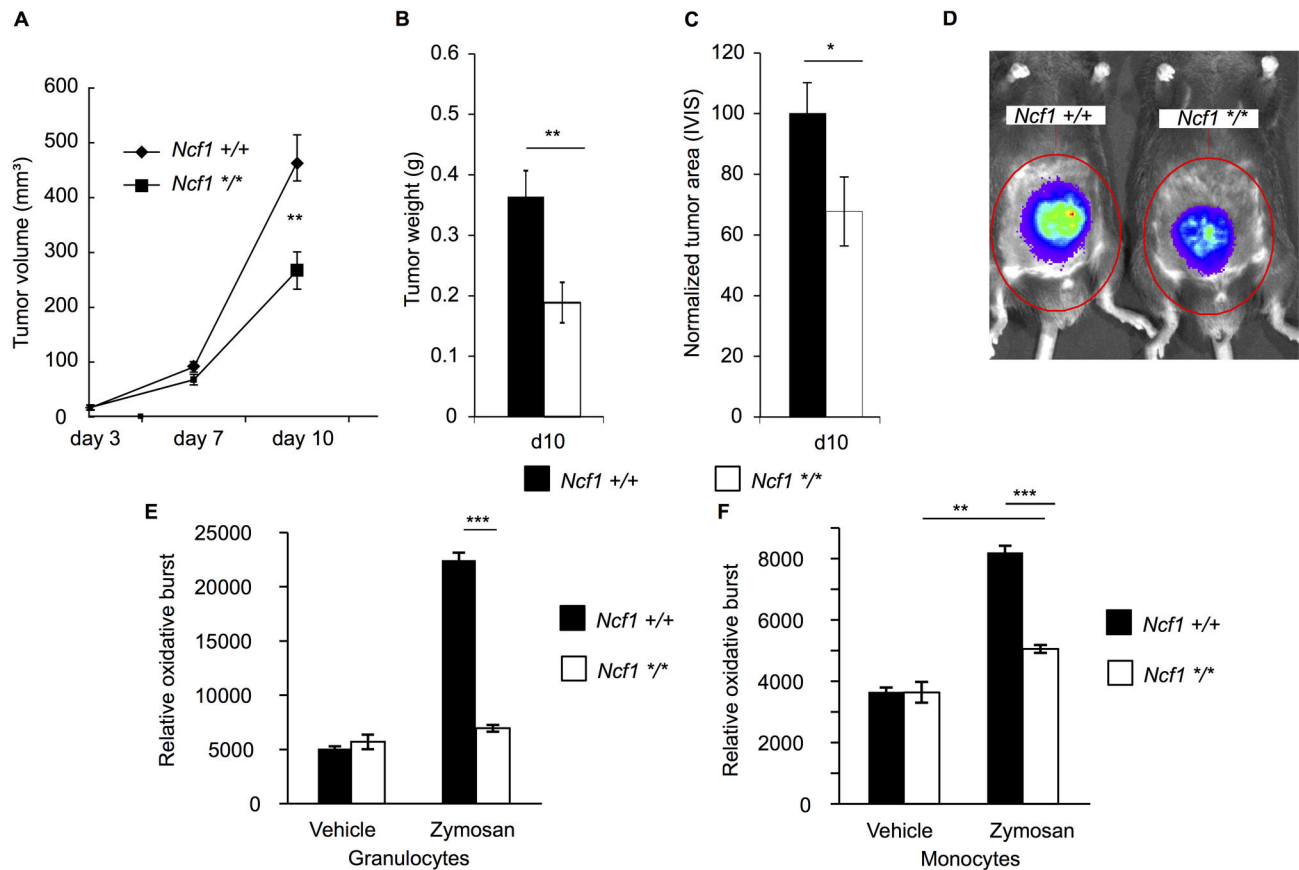 A
Tumor volume (mm³)
600
500
400
300
200
100
0
day 3
day 7
day 10
Ncf1 +/+
Ncf1 */*
**
B
Tumor weight (g)
0.6
0.5
0.4
0.3
0.2
0.1
0
**
d10
C
Normalized tumor area (IVIS)
120
100
80
60
40
20
0
*
d10
D
Ncf1 +/+
Ncf1 */*
Ncf1 +/+
Ncf1 */*
E
Relative oxidative burst
25000
20000
15000
10000
5000
0
***
Vehicle
Zymosan
Granulocytes
Ncf1 +/+
Ncf1 */*
F
Relative oxidative burst
8000
6000
4000
2000
0
**
***
Vehicle
Zymosan
Monocytes
Ncf1 +/+
Ncf1 */*